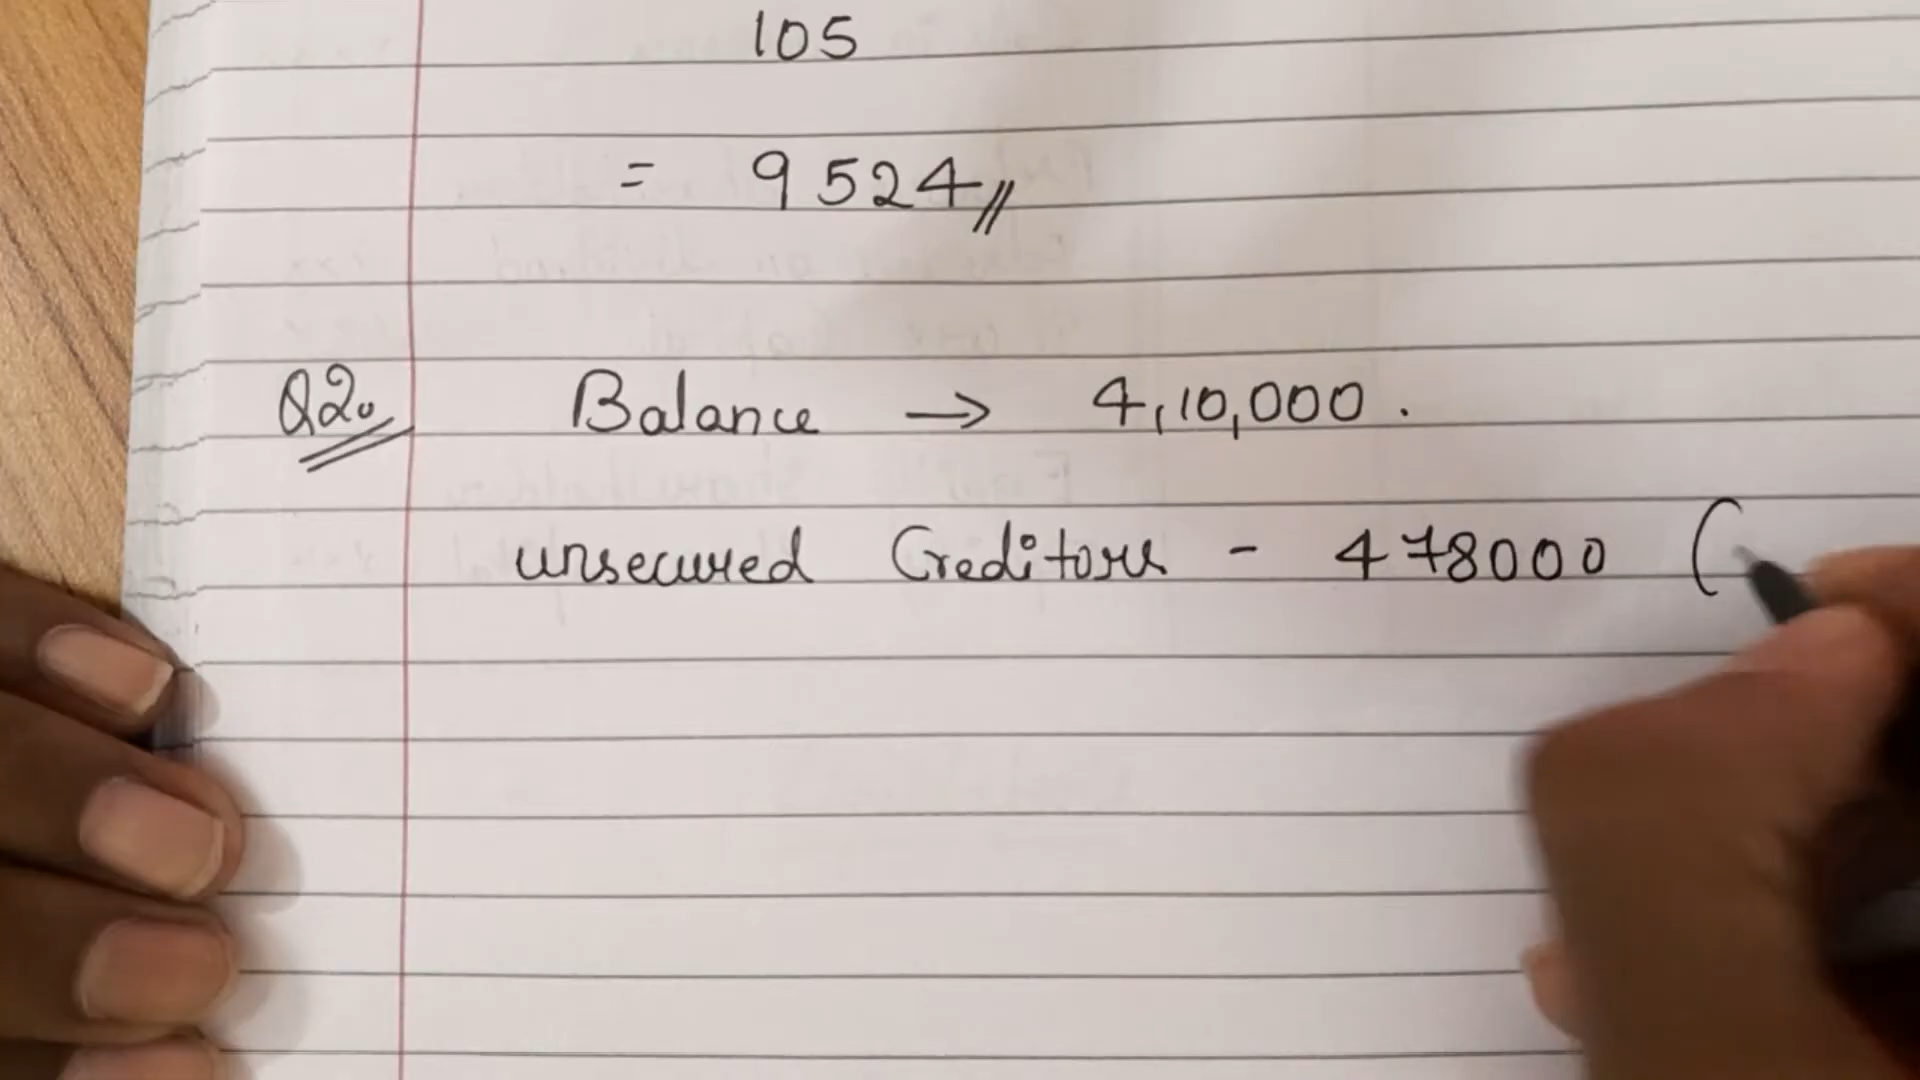 105
= 9524//
Q2. Balance → 4,10,000.
unsecured Creditors - 478000 (